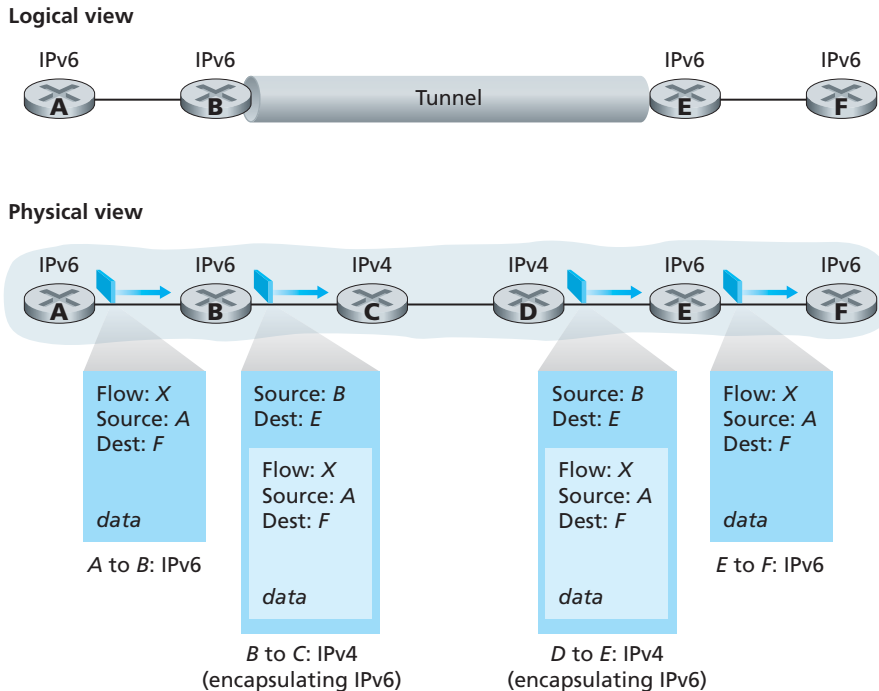 Logical view
IPv6 IPv6 IPv6 IPv6
A B Tunnel E F
Physical view
IPv6 IPv6 IPv4 IPv4 IPv6 IPv6
A B C D E F
Flow: X
Source: A
Dest: F
data
A to B: IPv6
Source: B
Dest: E
Flow: X
Source: A
Dest: F
data
B to C: IPv4
(encapsulating IPv6)
Source: B
Dest: E
Flow: X
Source: A
Dest: F
data
D to E: IPv4
(encapsulating IPv6)
Flow: X
Source: A
Dest: F
data
E to F: IPv6